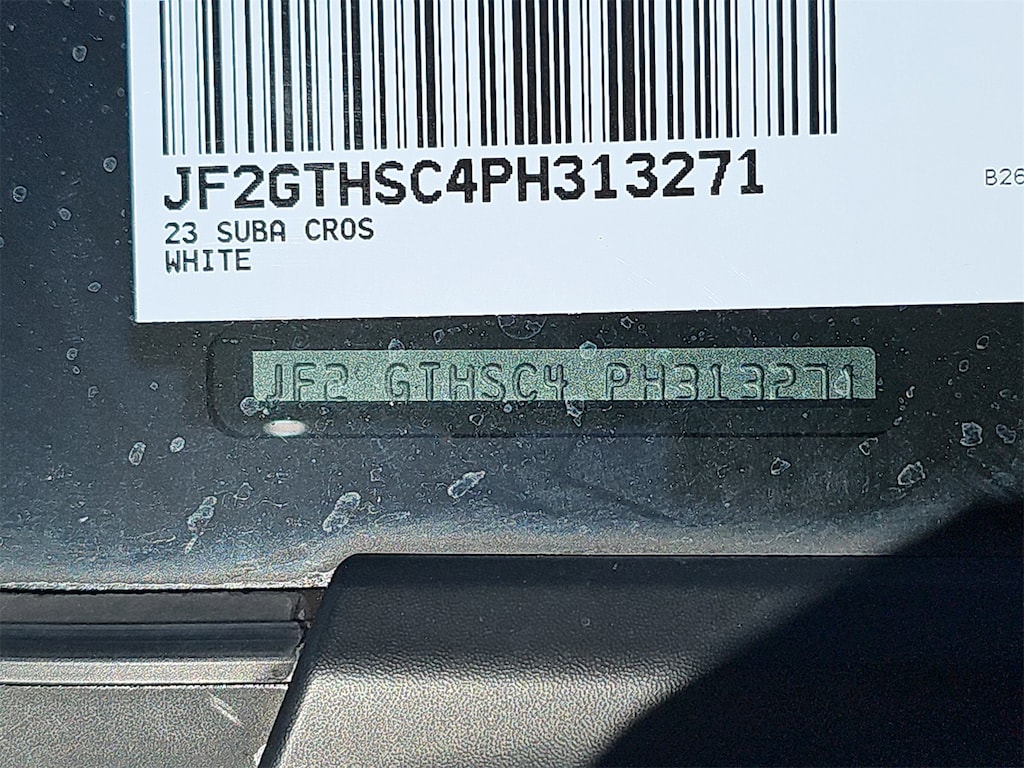 JF2GTHSC4PH313271
B26
23 SUBA CROS
WHITE
JF2 GTHSC4 PH313271